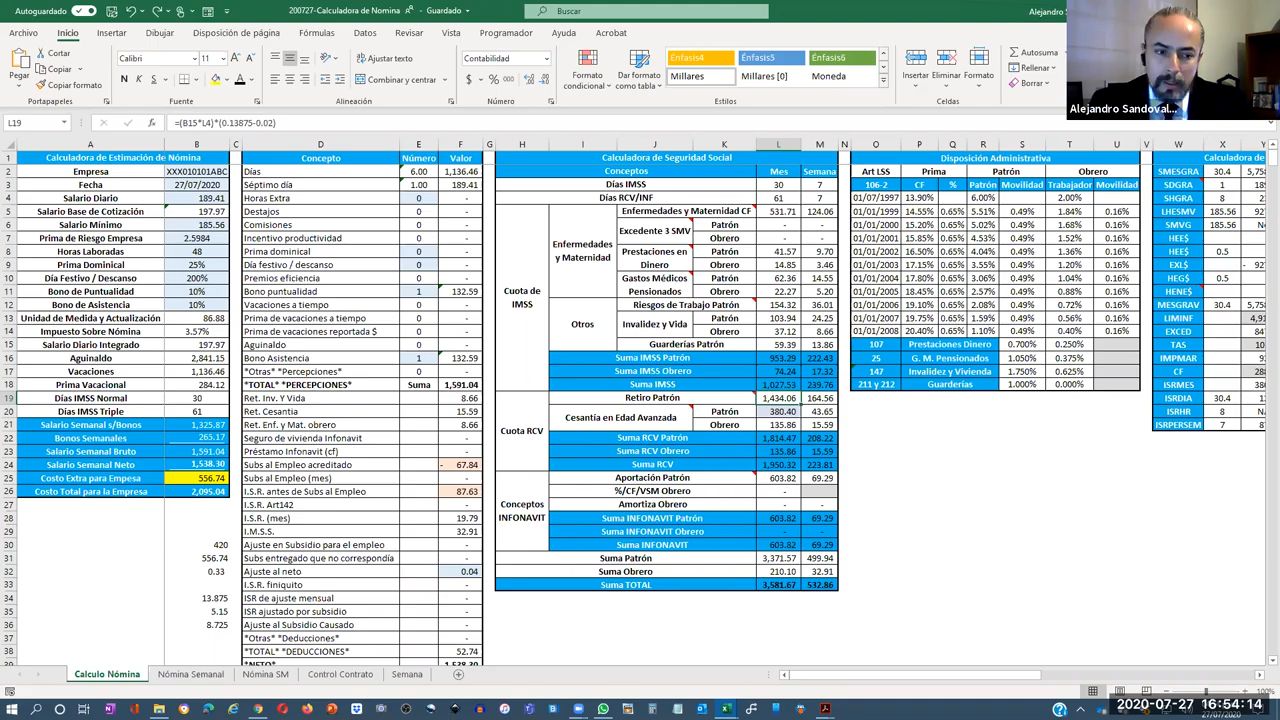 Autoguardado
200727-Calculadora de Nomina - Guardado
Buscar
Alejandro S
Archivo Inicio Insertar Dibujar Disposición de página Fórmulas Datos Revisar Vista Programador Ayuda Acrobat
Pegar
Cortar
Copiar
Copiar formato
Portapapeles
Calibri 11
N K S
Fuente
Ajustar texto
Combinar y centrar
Alineación
Contabilidad
$ % 000
Número
Formato condicional
Dar formato como tabla
Énfasis4 Énfasis5 Énfasis6
Millares Millares [0] Moneda
Estilos
Insertar Eliminar Formato
Celdas
Autosuma
Rellenar
Borrar
Alejandro Sandoval...
L19 fx =(B15*L4)*(0.13875-0.02)
A B C D E F G H I J K L M N O P Q R S T U V W X Y
Calculadora de Estimación de Nómina
Empresa XXX010101ABC
Fecha 27/07/2020
Salario Diario 189.41
Salario Base de Cotización 197.97
Salario Mínimo 185.56
Prima de Riesgo Empresa 2.5984
Horas Laboradas 48
Prima Dominical 25%
Día Festivo / Descanso 200%
Bono de Puntualidad 10%
Bono de Asistencia 10%
Unidad de Medida y Actualización 86.88
Impuesto Sobre Nómina 3.57%
Salario Diario Integrado 197.97
Aguinaldo 2,841.15
Vacaciones 1,136.46
Prima Vacacional 284.12
Días IMSS Normal 30
Días IMSS Triple 61
Salario Semanal s/Bonos 1,325.87
Bonos Semanales 265.17
Salario Semanal Bruto 1,591.04
Salario Semanal Neto 1,538.30
Costo Extra para Empesa 556.74
Costo Total para la Empresa 2,095.04
420
556.74
0.33
13.875
5.15
8.725
Concepto Número Valor
Días 6.00 1,136.46
Séptimo día 1.00 189.41
Horas Extra 0 -
Destajos 0 -
Comisiones 0 -
Incentivo productividad 0 -
Prima dominical 0 -
Día festivo / descanso 0 -
Premios eficiencia 0 -
Bono puntualidad 1 132.59
Vacaciones a tiempo 0 -
Prima de vacaciones a tiempo 0 -
Prima de vacaciones reportada $ 0 -
Aguinaldo 0 -
Bono Asistencia 1 132.59
*Otras* *Percepciones* 0 -
*TOTAL* *PERCEPCIONES* Suma 1,591.04
Ret. Inv. Y Vida 8.66
Ret. Cesantia 15.59
Ret. Enf. y Mat. obrero 8.66
Seguro de vivienda Infonavit -
Préstamo Infonavit (cf) -
Subs al Empleo acreditado - 67.84
Subs al Empleo (mes) -
I.S.R. antes de Subs al Empleo 87.63
I.S.R. Art142 -
I.S.R. (mes) 19.79
I.M.S.S. 32.91
Ajuste en Subsidio para el empleo -
Subs entregado que no correspondía -
Ajuste al neto 0.04
I.S.R. finiquito -
ISR de ajuste mensual -
ISR ajustado por subsidio -
Ajuste al Subsidio Causado -
*Otras* *Deducciones* -
*TOTAL* *DEDUCCIONES* 52.74
*NETO* 1,538.30
Calculadora de Seguridad Social
Conceptos Mes Semana
Días IMSS 30 7
Días RCV/INF 61 7
Cuota de IMSS
Enfermedades y Maternidad
Enfermedades y Maternidad CF 531.71 124.06
Excedente 3 SMV Patrón - -
Obrero - -
Prestaciones en Dinero Patrón 41.57 9.70
Obrero 14.85 3.46
Gastos Médicos Pensionados Patrón 62.36 14.55
Obrero 22.27 5.20
Otros
Riesgos de Trabajo Patrón 154.32 36.01
Invalidez y Vida Patrón 103.94 24.25
Obrero 37.12 8.66
Guarderías Patrón 59.39 13.86
Suma IMSS Patrón 953.29 222.43
Suma IMSS Obrero 74.24 17.32
Suma IMSS 1,027.53 239.76
Cuota RCV
Retiro Patrón 1,434.06 164.56
Cesantía en Edad Avanzada Patrón 380.40 43.65
Obrero 135.86 15.59
Suma RCV Patrón 1,814.47 208.22
Suma RCV Obrero 135.86 15.59
Suma RCV 1,950.32 223.81
Conceptos INFONAVIT
Aportación Patrón 603.82 69.29
%/CF/VSM Obrero -
Amortiza Obrero - -
Suma INFONAVIT Patrón 603.82 69.29
Suma INFONAVIT Obrero - -
Suma INFONAVIT 603.82 69.29
Suma Patrón 3,371.57 499.94
Suma Obrero 210.10 32.91
Suma TOTAL 3,581.67 532.86
Disposición Administrativa
Art LSS Prima Patrón Obrero
106-2 CF % Patrón Movilidad Trabajador Movilidad
01/07/1997 13.90% 6.00% 2.00%
01/01/1999 14.55% 0.65% 5.51% 0.49% 1.84% 0.16%
01/01/2000 15.20% 0.65% 5.02% 0.49% 1.68% 0.16%
01/01/2001 15.85% 0.65% 4.53% 0.49% 1.52% 0.16%
01/01/2002 16.50% 0.65% 4.04% 0.49% 1.36% 0.16%
01/01/2003 17.15% 0.65% 3.55% 0.49% 1.20% 0.16%
01/01/2004 17.80% 0.65% 3.06% 0.49% 1.04% 0.16%
01/01/2005 18.45% 0.65% 2.57% 0.49% 0.88% 0.16%
01/01/2006 19.10% 0.65% 2.08% 0.49% 0.72% 0.16%
01/01/2007 19.75% 0.65% 1.59% 0.49% 0.56% 0.16%
01/01/2008 20.40% 0.65% 1.10% 0.49% 0.40% 0.16%
107 Prestaciones Dinero 0.700% 0.250%
25 G. M. Pensionados 1.050% 0.375%
147 Invalidez y Vivienda 1.750% 0.625%
211 y 212 Guarderías 1.000% 0.000%
Calculadora de
SMESGRA 30.4 5,75
SDGRA 1 18
SHGRA 8 2
LHESMV 185.56 92
SMVG 185.56 N
HEE$
HEE$ 0.5
EXL$ - 92
HEG$ 0.5
HENE$
MESGRAV 30.4 5,75
LIMINF 4,91
EXCED
TAS 10
IMPMAR
CF 28
ISRMES
ISRDIA 30.4 1
ISRHR 8 N
ISRPERSEM 7 8
Calculo Nómina Nómina Semanal Nómina SM Control Contrato Semana
100%
2020-07-27 16:54:14
27/07/2020